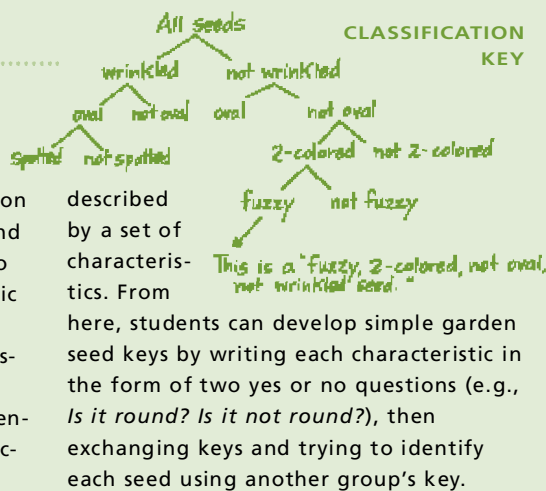 CLASSIFICATION
KEY
All seeds
wrinkled not wrinkled
oval not oval oval not oval
spotted not spotted 2-colored not 2-colored
fuzzy not fuzzy
This is a "fuzzy, 2-colored, not oval,
not wrinkled seed."
on
nd
o
ic
s-
en-
c-
described
by a set of
characteris-
tics. From
here, students can develop simple garden
seed keys by writing each characteristic in
the form of two yes or no questions (e.g.,
Is it round? Is it not round?), then
exchanging keys and trying to identify
each seed using another group's key.